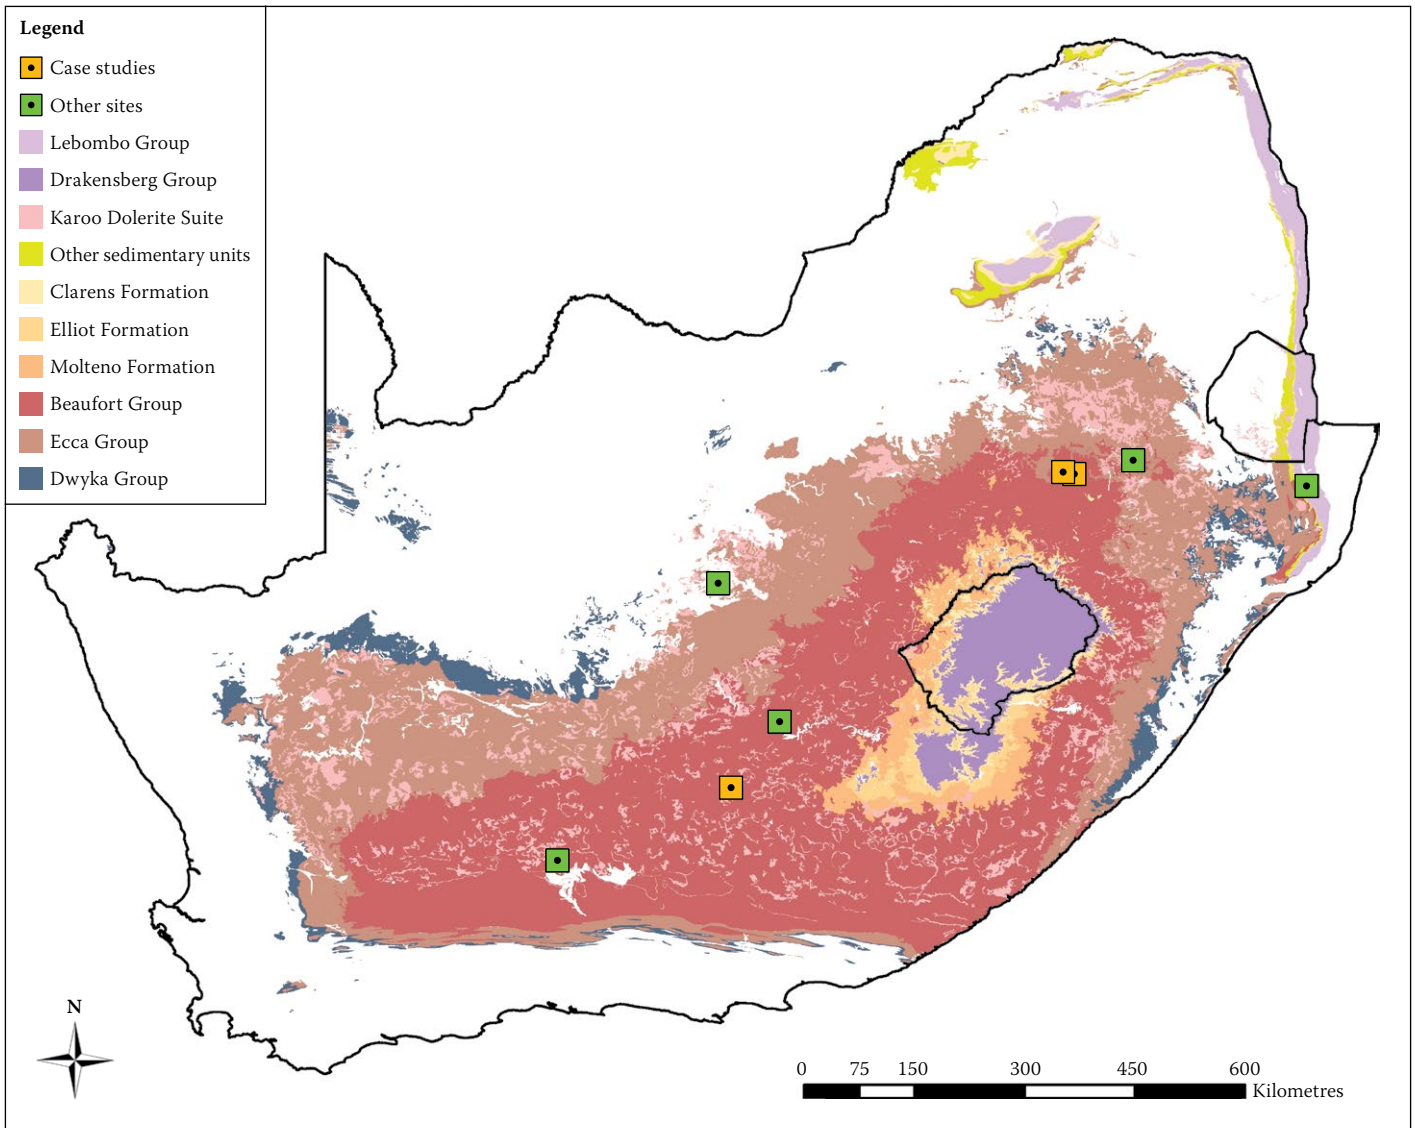 Legend
Case studies
Other sites
Lebombo Group
Drakensberg Group
Karoo Dolerite Suite
Other sedimentary units
Clarens Formation
Elliot Formation
Molteno Formation
Beaufort Group
Ecca Group
Dwyka Group
N
0 75 150 300 450 600
Kilometres